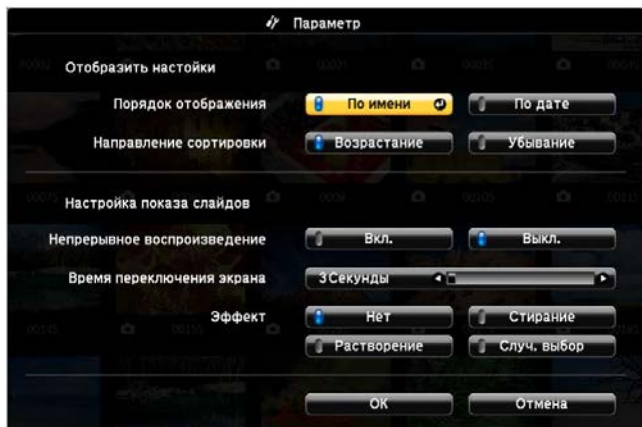 Параметр
Отобразить настойки
Порядок отображения По имени По дате
Направление сортировки Возрастание Убывание
Настройка показа слайдов
Непрерывное воспроизведение Вкл. Выкл.
Время переключения экрана 3Секунды
Эффект Нет Стирание
Растворение Случ. выбор
ОК Отмена